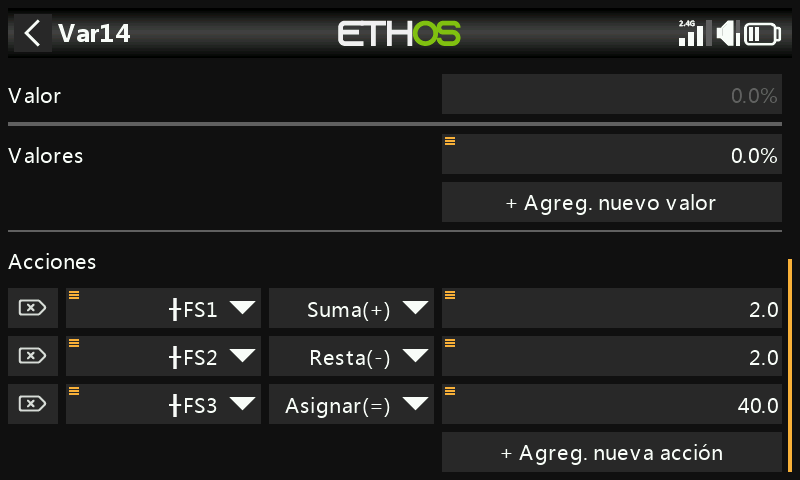 Var14
ETHOS
2.4G
Valor 0.0%
Valores 0.0%
+ Agreg. nuevo valor
Acciones
╂FS1 Suma(+) 2.0
╂FS2 Resta(-) 2.0
╂FS3 Asignar(=) 40.0
+ Agreg. nueva acción